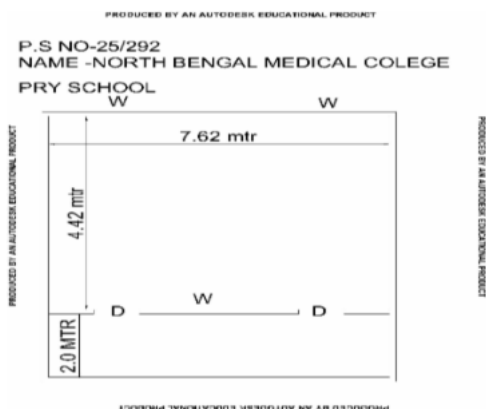 PRODUCED BY AN AUTODESK EDUCATIONAL PRODUCT
P.S NO-25/292
NAME -NORTH BENGAL MEDICAL COLEGE
PRY SCHOOL
W W
7.62 mtr
4.42 mtr
D W D
2.0 MTR
PRODUCED BY AN AUTODESK EDUCATIONAL PRODUCT
PRODUCED BY AN AUTODESK EDUCATIONAL PRODUCT
PRODUCED BY AN AUTODESK EDUCATIONAL PRODUCT